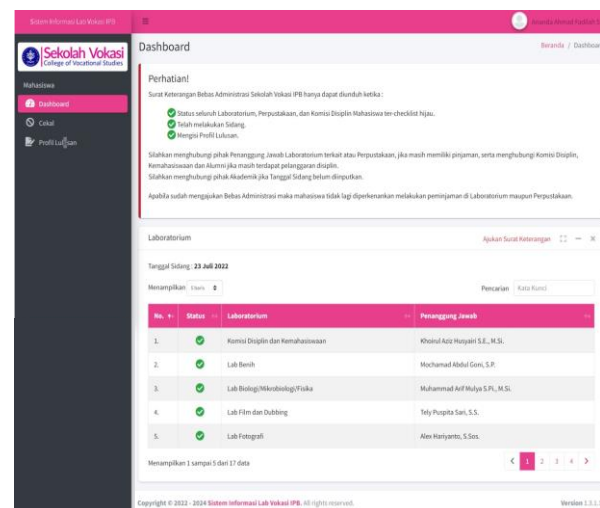 Sistem Informasi Lab Vokasi IPB
Ananda Ahmad Fadilah
Sekolah Vokasi
College of Vocational Studies
Dashboard
Beranda / Dashboard
Mahasiswa
Dashboard
Cekal
Profil Lulusan
Perhatian!
Surat Keterangan Bebas Administrasi Sekolah Vokasi IPB hanya dapat diunduh ketika :
Status seluruh Laboratorium, Perpustakaan, dan Komisi Disiplin Mahasiswa ter-checklist hijau.
Telah melakukan Sidang.
Mengisi Profil Lulusan.
Silahkan menghubungi pihak Penanggung Jawab Laboratorium terkait atau Perpustakaan, jika masih memiliki pinjaman, serta menghubungi Komisi Disiplin,
Kemahasiswaan dan Alumni jika masih terdapat pelanggaran disiplin.
Silahkan menghubungi pihak Akademik jika Tanggal Sidang belum diinputkan.
Apabila sudah mengajukan Bebas Administrasi maka mahasiswa tidak lagi diperkenankan melakukan peminjaman di Laboratorium maupun Perpustakaan.
Laboratorium
Ajukan Surat Keterangan
Tanggal Sidang : 23 Juli 2022
Menampilkan 5 baris
Pencarian Kata Kunci
No. Status Laboratorium Penanggung Jawab
1. Komisi Disiplin dan Kemahasiswaan Khoirul Aziz Husyairi S.E., M.Si.
2. Lab Benih Mochamad Abdul Goni, S.P.
3. Lab Biologi/Mikrobiologi/Fisika Muhammad Arif Mulya S.Pi., M.Si.
4. Lab Film dan Dubbing Tely Puspita Sari, S.S.
5. Lab Fotografi Alex Hariyanto, S.Sos.
Menampilkan 1 sampai 5 dari 17 data
1 2 3 4
Copyright © 2022 - 2024 Sistem Informasi Lab Vokasi IPB. All rights reserved.
Version 1.3.1